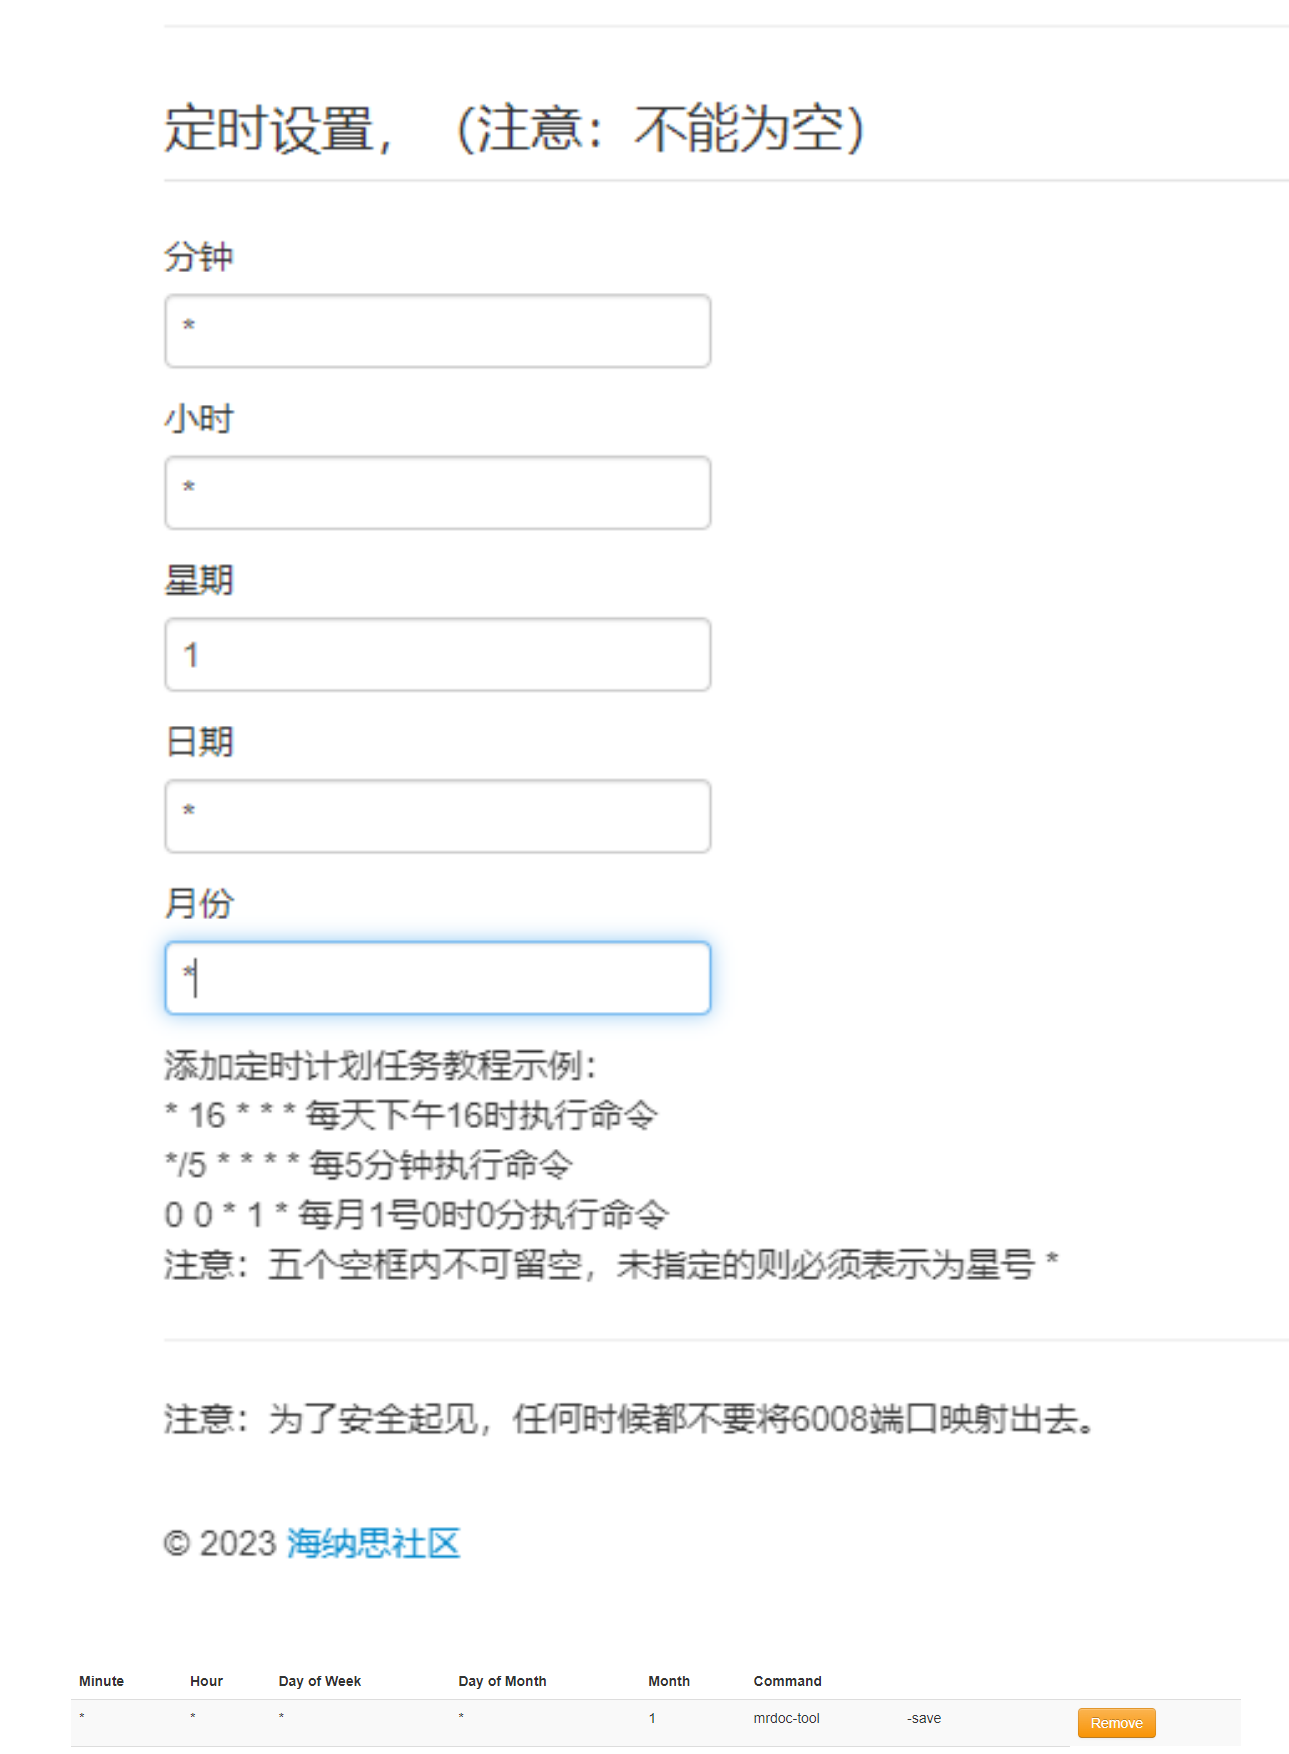 定时设置，（注意：不能为空）
分钟
*
小时
*
星期
1
日期
*
月份
*
添加定时计划任务教程示例：
* 16 * * * 每天下午16时执行命令
*/5 * * * * 每5分钟执行命令
0 0 * 1 * 每月1号0时0分执行命令
注意：五个空框内不可留空，未指定的则必须表示为星号 *
注意：为了安全起见，任何时候都不要将6008端口映射出去。
© 2023 海纳思社区
Minute Hour Day of Week Day of Month Month Command
* * * * 1 mrdoc-tool -save Remove